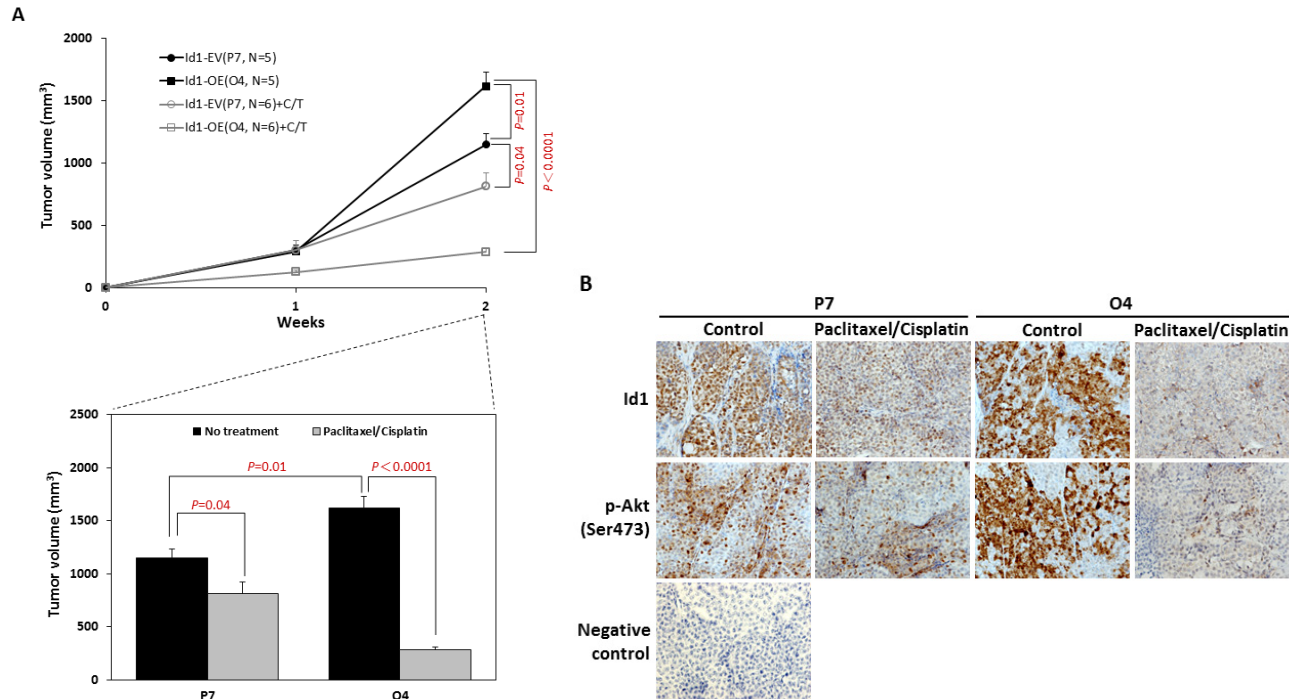 A
Tumor volume (mm³)
2000
1500
1000
500
0
Id1-EV(P7, N=5)
Id1-OE(O4, N=5)
Id1-EV(P7, N=6)+C/T
Id1-OE(O4, N=6)+C/T
P=0.01
P=0.04
P<0.0001
0 1 2
Weeks
Tumor volume (mm³)
2500
2000
1500
1000
500
0
No treatment Paclitaxel/Cisplatin
P=0.01
P<0.0001
P=0.04
P7 O4
B
P7 O4
Control Paclitaxel/Cisplatin Control Paclitaxel/Cisplatin
Id1
p-Akt
(Ser473)
Negative
control